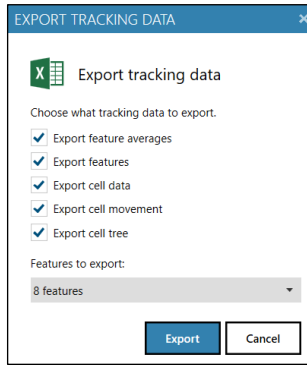 EXPORT TRACKING DATA
Export tracking data
Choose what tracking data to export.
Export feature averages
Export features
Export cell data
Export cell movement
Export cell tree
Features to export:
8 features
Export
Cancel